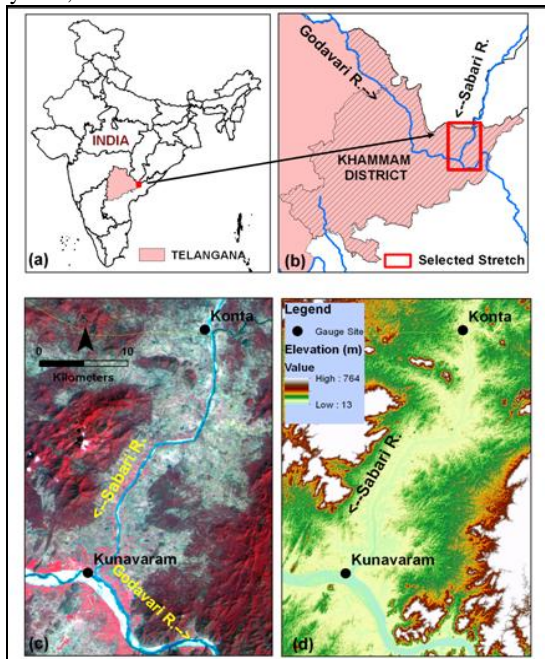 INDIA
TELANGANA
(a)
Godavari R.-->
<--Sabari R.
KHAMMAM
DISTRICT
(b)
Selected Stretch
Konta
0 10
Kilometers
<--Sabari R.
Kunavaram
Godavari R.-->
(c)
Legend
Gauge Site
Elevation (m)
Value
High : 764
Low : 13
Konta
<--Sabari R.
Kunavaram
(d)